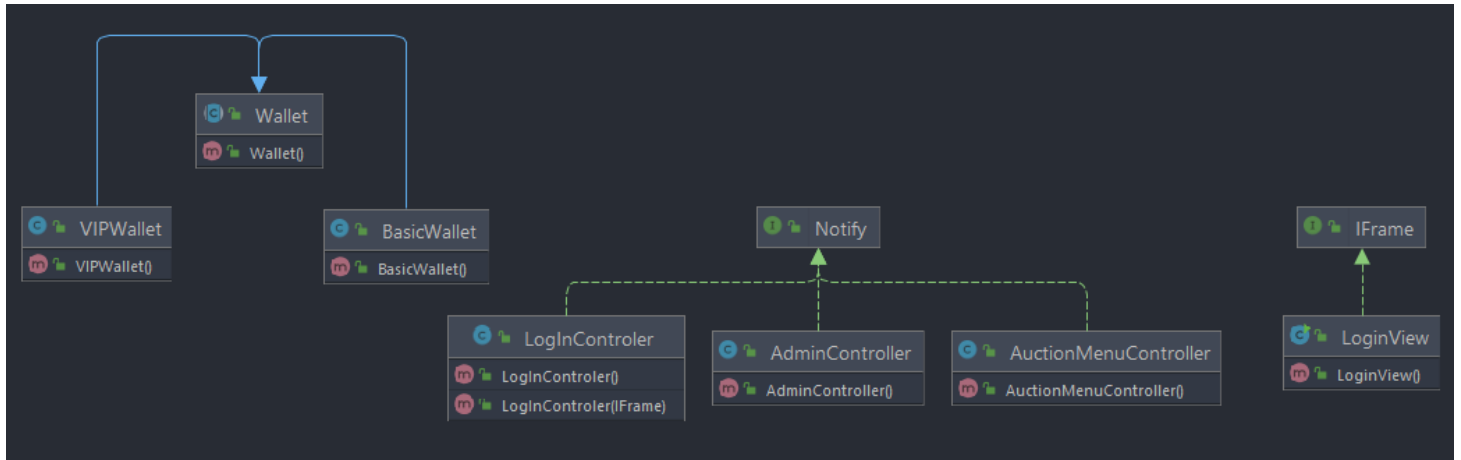 Wallet
Wallet()
VIPWallet
VIPWallet()
BasicWallet
BasicWallet()
Notify
IFrame
LogInControler
LogInControler()
LogInControler(IFrame)
AdminController
AdminController()
AuctionMenuController
AuctionMenuController()
LoginView
LoginView()